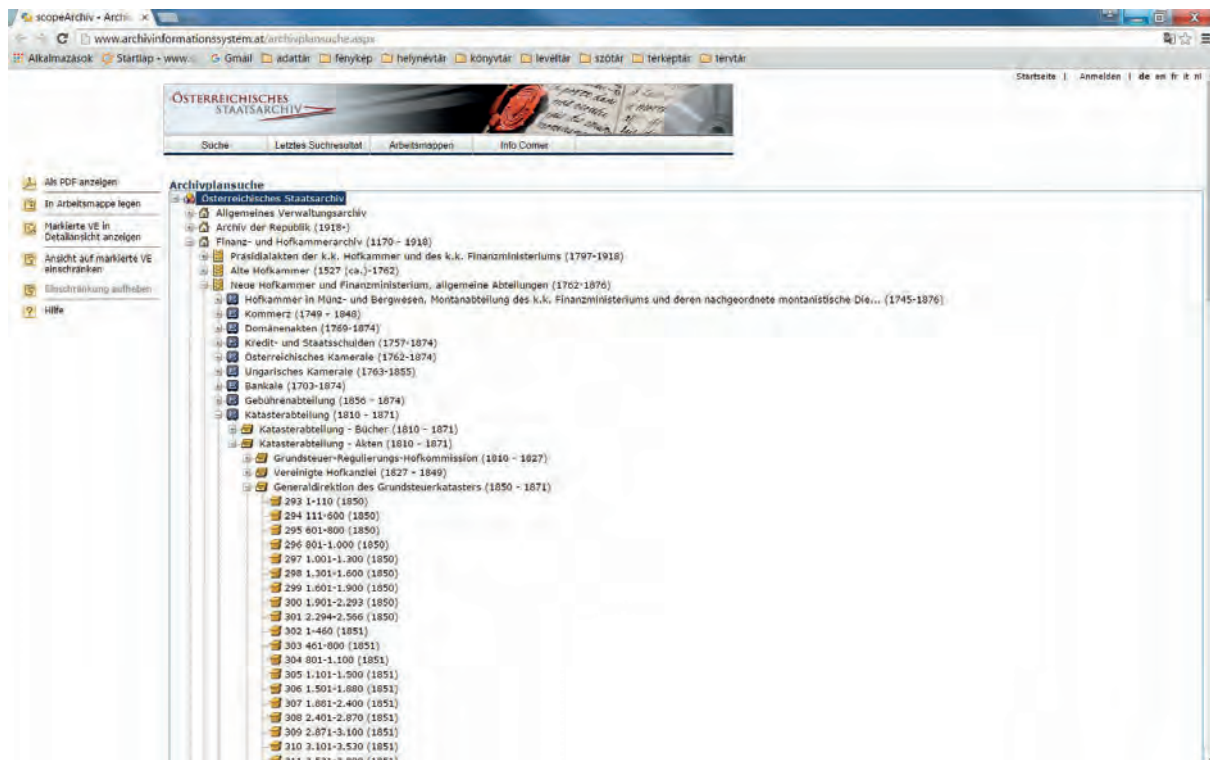 scopeArchiv - Archi
www.archivinformationssystem.at/archivplansuche.aspx
Alkalmazások Startlap - www. Gmail adattár fénykép helynévtár könyvtár levéltár szótár térképtár tervtár
Startseite | Anmelden | de en fr it nl
ÖSTERREICHISCHES
STAATSARCHIV
Suche Letztes Suchresultat Arbeitsmappen Info Corner
Als PDF anzeigen
In Arbeitsmappe legen
Markierte VE in
Detailansicht anzeigen
Ansicht auf markierte VE
einschränken
Einschränkung aufheben
Hilfe
Archivplansuche
Österreichisches Staatsarchiv
Allgemeines Verwaltungsarchiv
Archiv der Republik (1918-)
Finanz- und Hofkammerarchiv (1170 - 1918)
Präsidialakten der k.k. Hofkammer und des k.k. Finanzministeriums (1797-1918)
Alte Hofkammer (1527 (ca.)-1762)
Neue Hofkammer und Finanzministerium, allgemeine Abteilungen (1762-1876)
Hofkammer in Münz- und Bergwesen, Montanabteilung des k.k. Finanzministeriums und deren nachgeordnete montanistische Die... (1745-1876)
Kommerz (1749 - 1848)
Domänenakten (1769-1874)
Kredit- und Staatsschulden (1757-1874)
Österreichisches Kamerale (1762-1874)
Ungarisches Kamerale (1763-1855)
Bankale (1703-1874)
Gebührenabteilung (1856 - 1874)
Katasterabteilung (1810 - 1871)
Katasterabteilung - Bücher (1810 - 1871)
Katasterabteilung - Akten (1810 - 1871)
Grundsteuer-Regulierungs-Hofkommission (1810 - 1827)
Vereinigte Hofkanzlei (1827 - 1849)
Generaldirektion des Grundsteuerkatasters (1850 - 1871)
293 1-110 (1850)
294 111-600 (1850)
295 601-800 (1850)
296 801-1.000 (1850)
297 1.001-1.300 (1850)
298 1.301-1.600 (1850)
299 1.601-1.900 (1850)
300 1.901-2.293 (1850)
301 2.294-2.566 (1850)
302 1-460 (1851)
303 461-800 (1851)
304 801-1.100 (1851)
305 1.101-1.500 (1851)
306 1.501-1.880 (1851)
307 1.881-2.400 (1851)
308 2.401-2.870 (1851)
309 2.871-3.100 (1851)
310 3.101-3.530 (1851)